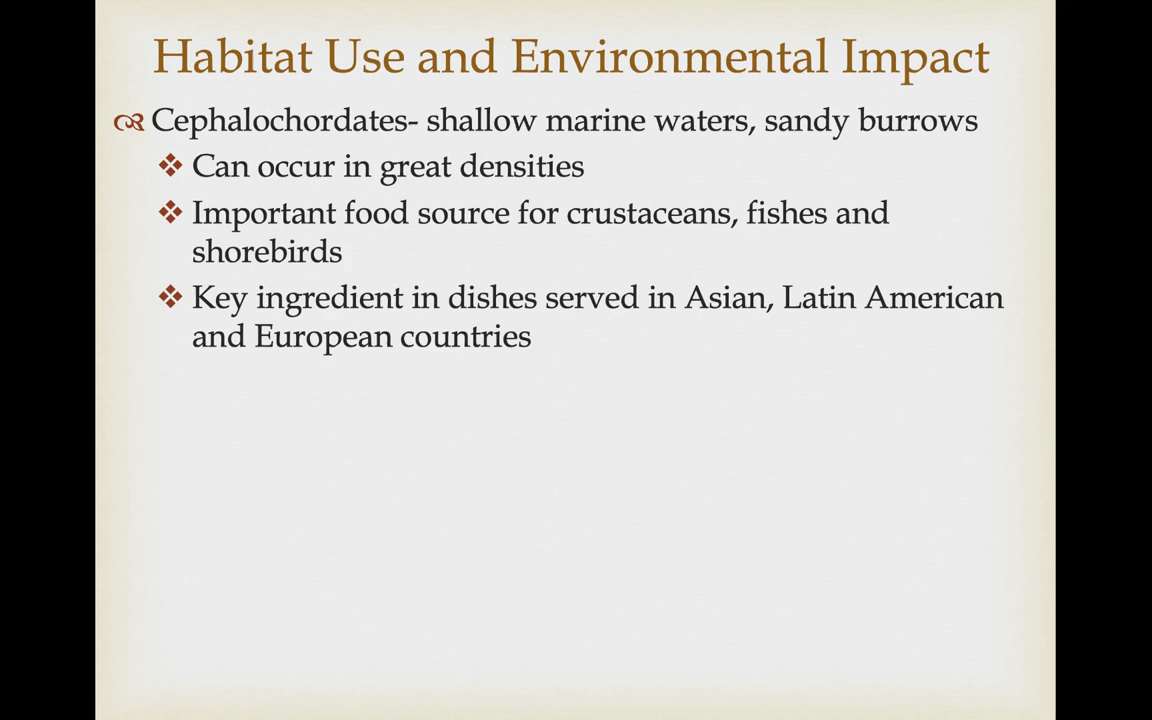 Habitat Use and Environmental Impact
Cephalochordates- shallow marine waters, sandy burrows
Can occur in great densities
Important food source for crustaceans, fishes and
shorebirds
Key ingredient in dishes served in Asian, Latin American
and European countries